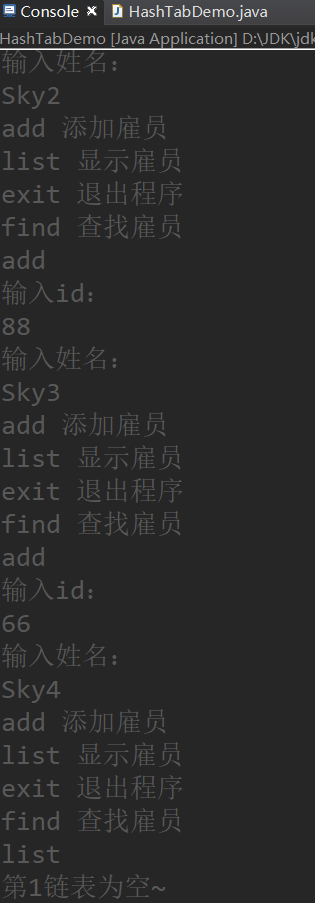 Console HashTabDemo.java
HashTabDemo [Java Application] D:\JDK\jdk
输入姓名:
Sky2
add 添加雇员
list 显示雇员
exit 退出程序
find 查找雇员
add
输入id:
88
输入姓名:
Sky3
add 添加雇员
list 显示雇员
exit 退出程序
find 查找雇员
add
输入id:
66
输入姓名:
Sky4
add 添加雇员
list 显示雇员
exit 退出程序
find 查找雇员
list
第1链表为空~